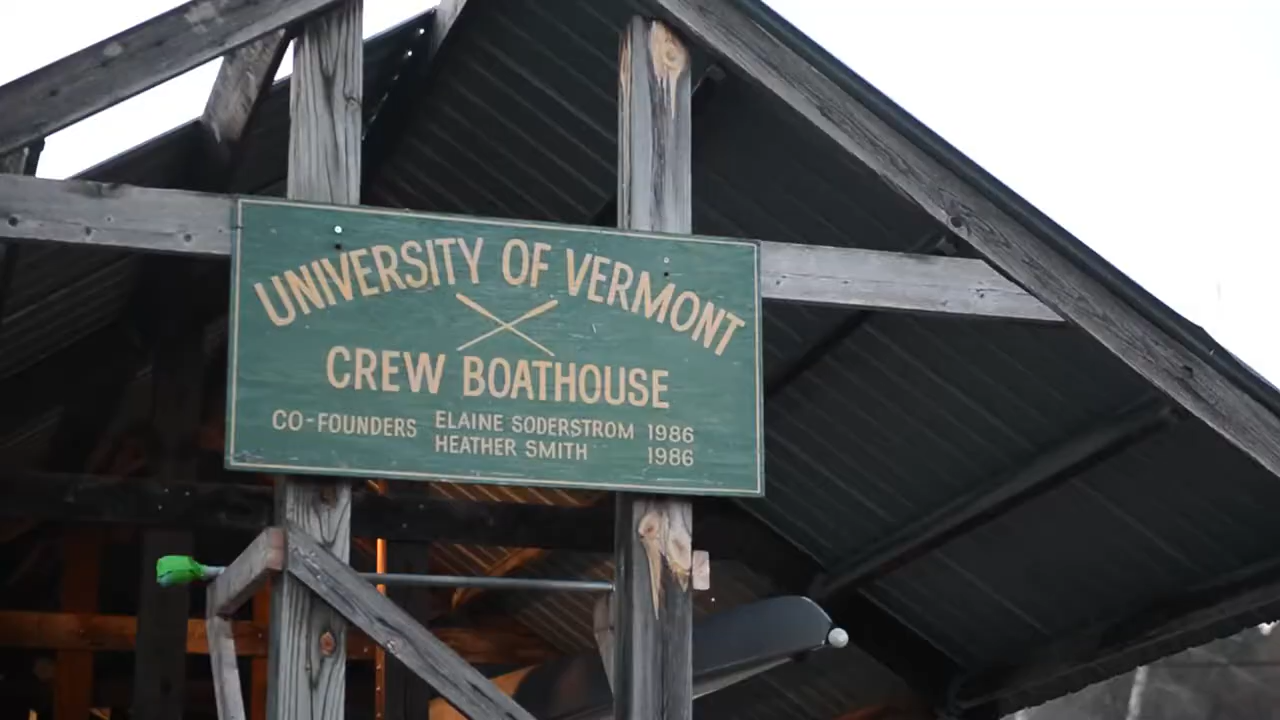 UNIVERSITY OF VERMONT
CREW BOATHOUSE
CO-FOUNDERS ELAINE SODERSTROM 1986
HEATHER SMITH 1986